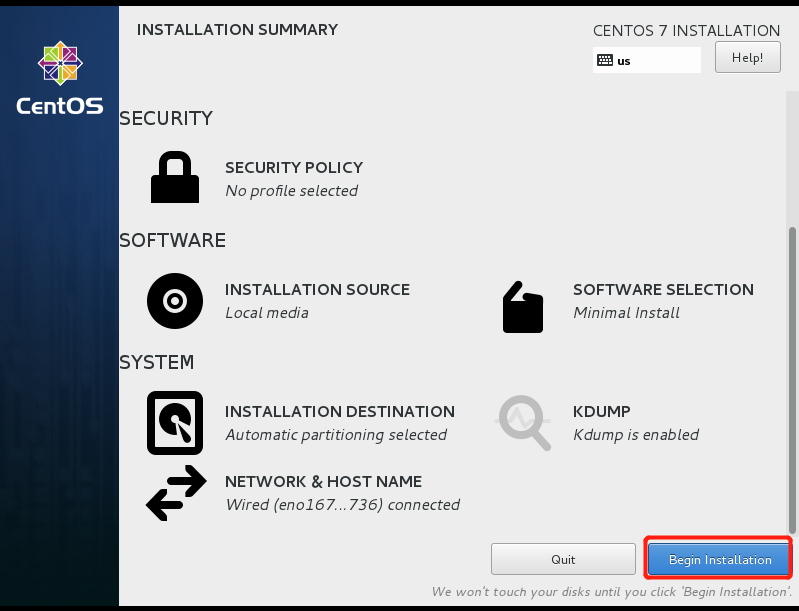 INSTALLATION SUMMARY
CENTOS 7 INSTALLATION
us
Help!
CentOS
SECURITY
SECURITY POLICY
No profile selected
SOFTWARE
INSTALLATION SOURCE
Local media
SOFTWARE SELECTION
Minimal Install
SYSTEM
INSTALLATION DESTINATION
Automatic partitioning selected
KDUMP
Kdump is enabled
NETWORK & HOST NAME
Wired (eno167...736) connected
Quit
Begin Installation
We won't touch your disks until you click 'Begin Installation'.